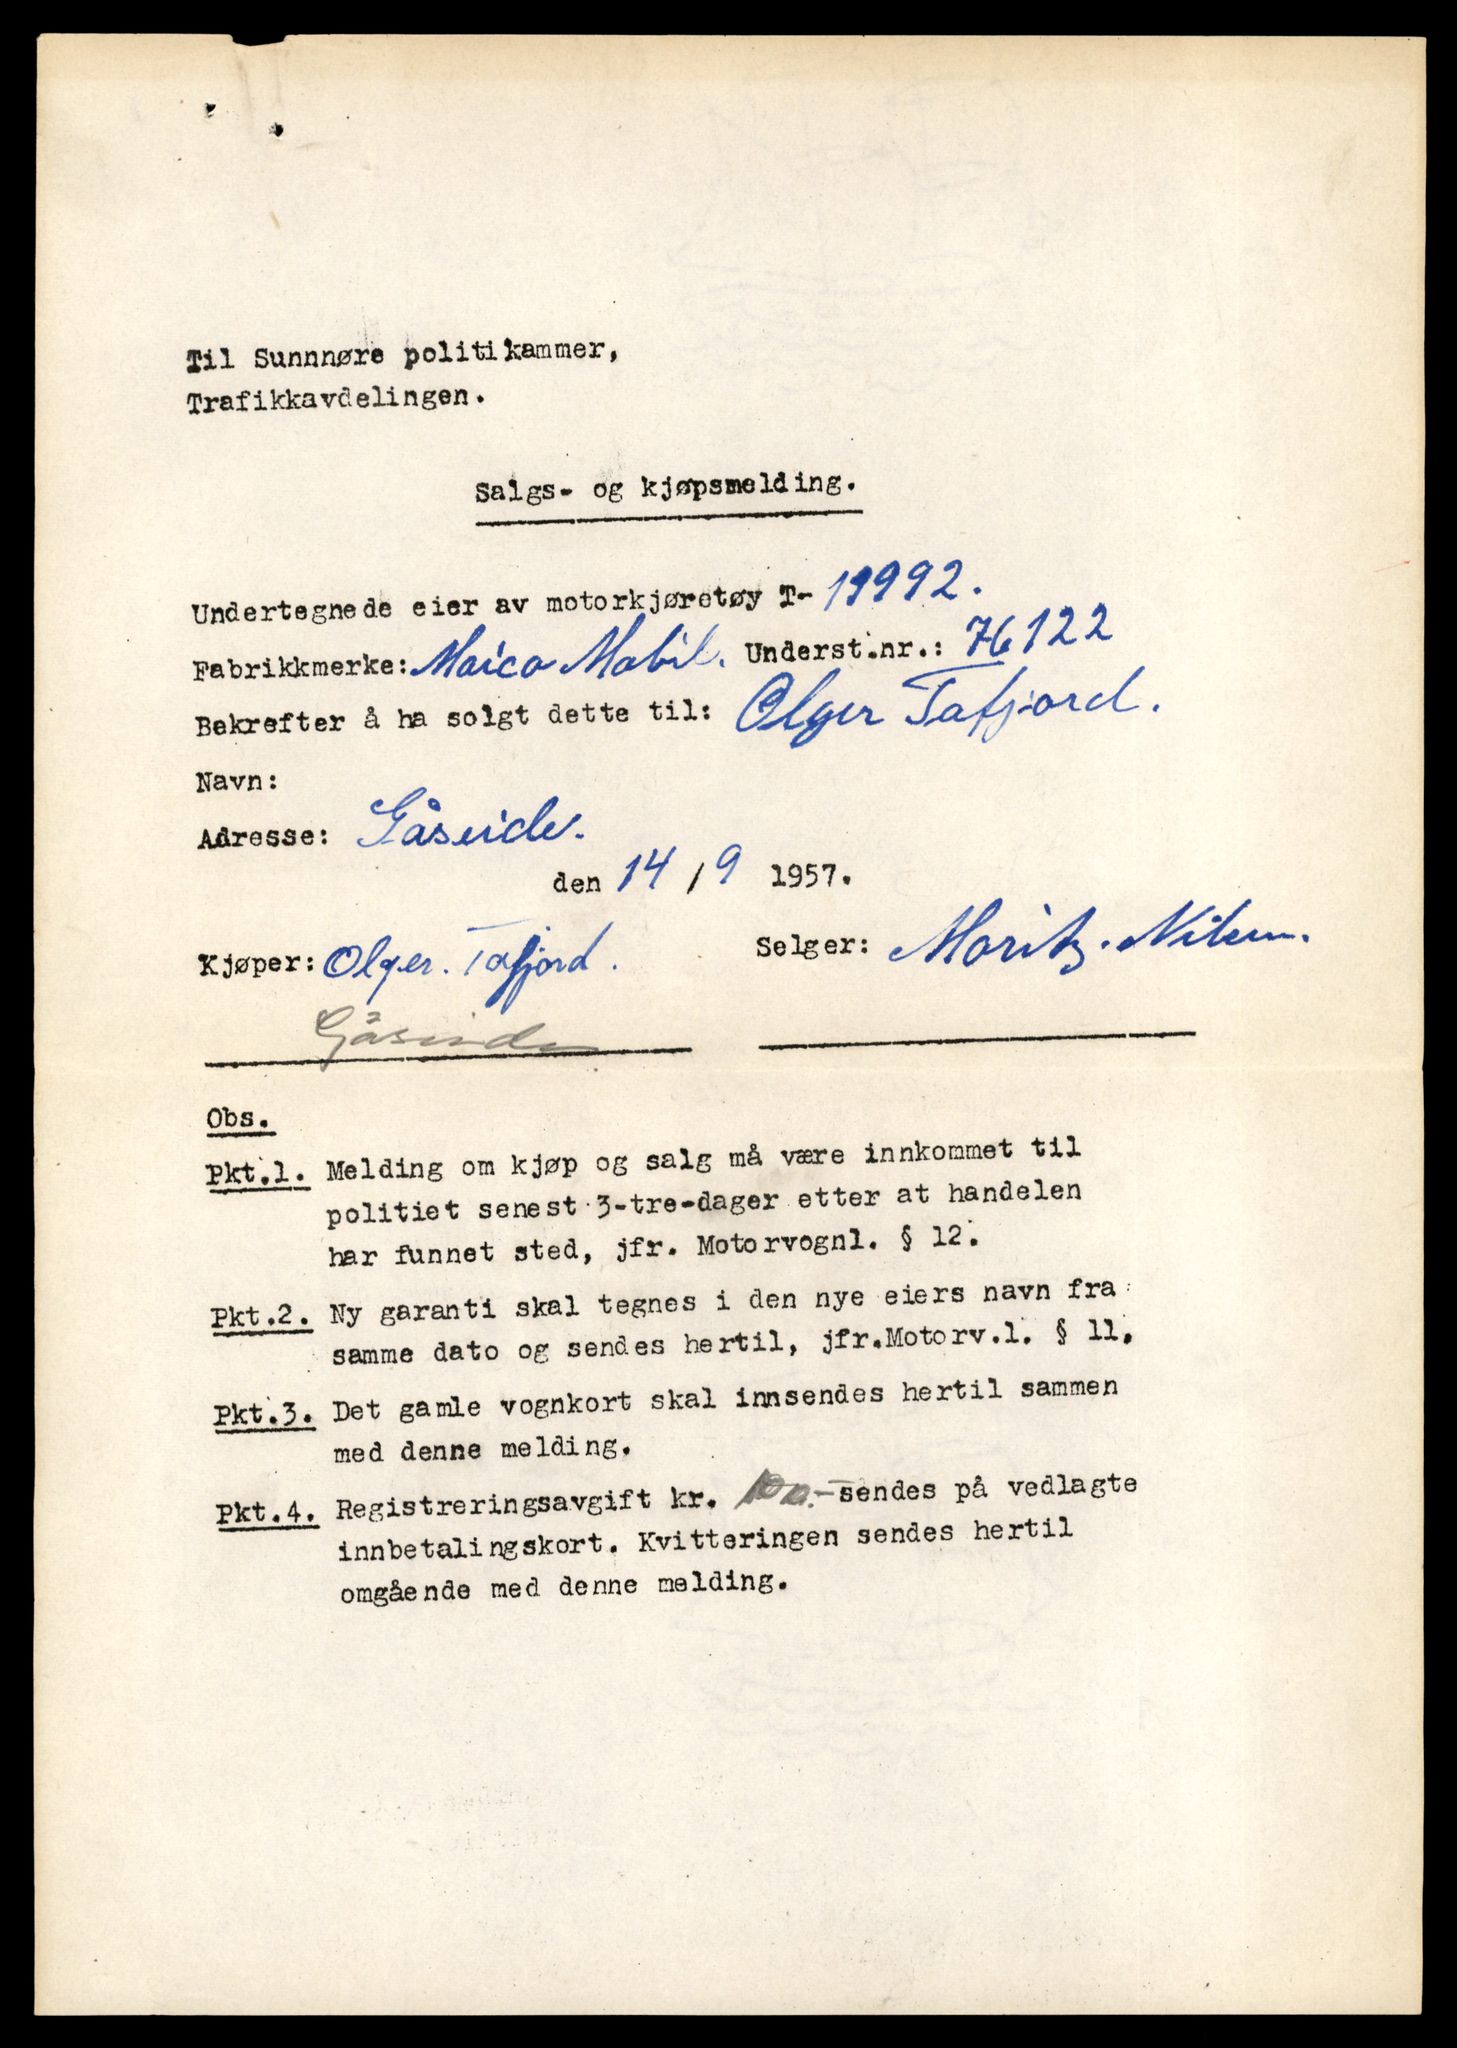 Til Sunnnøre politikammer,
Trafikkavdelingen.
Salgs- og kjøpsmelding.
Undertegnede eier av motorkjøretøy T- 19992.
Fabrikkmerke: Maico Mobil. Underst.nr.: 76122
Bekrefter å ha solgt dette til: Olger Tafjord.
Navn:
Adresse: Gåseide.
den 14 / 9 1957.
Kjøper: Olger. Tafjord. Selger: Moritz.
Gåseide
Obs.
Pkt.1. Melding om kjøp og salg må være innkommet til
politiet senest 3-tre-dager etter at handelen
har funnet sted, jfr. Motorvognl. § 12.
Pkt.2. Ny garanti skal tegnes i den nye eiers navn fra
samme dato og sendes hertil, jfr.Motorv.l. § 11.
Pkt.3. Det gamle vognkort skal innsendes hertil sammen
med denne melding.
Pkt.4. Registreringsavgift kr. sendes på vedlagte
innbetalingskort. Kvitteringen sendes hertil
omgående med denne melding.